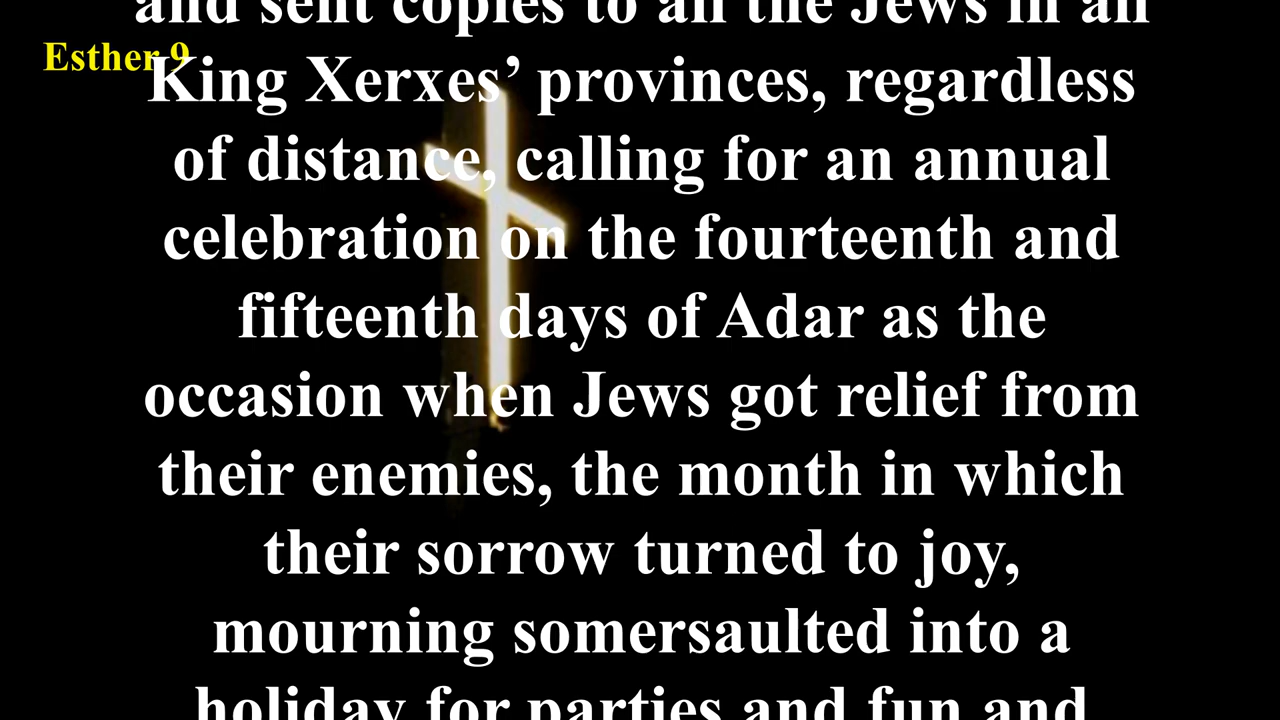 and sent copies to all the Jews in all
Esther 9
King Xerxes’ provinces, regardless
of distance, calling for an annual
celebration on the fourteenth and
fifteenth days of Adar as the
occasion when Jews got relief from
their enemies, the month in which
their sorrow turned to joy,
mourning somersaulted into a
holiday for parties and fun and